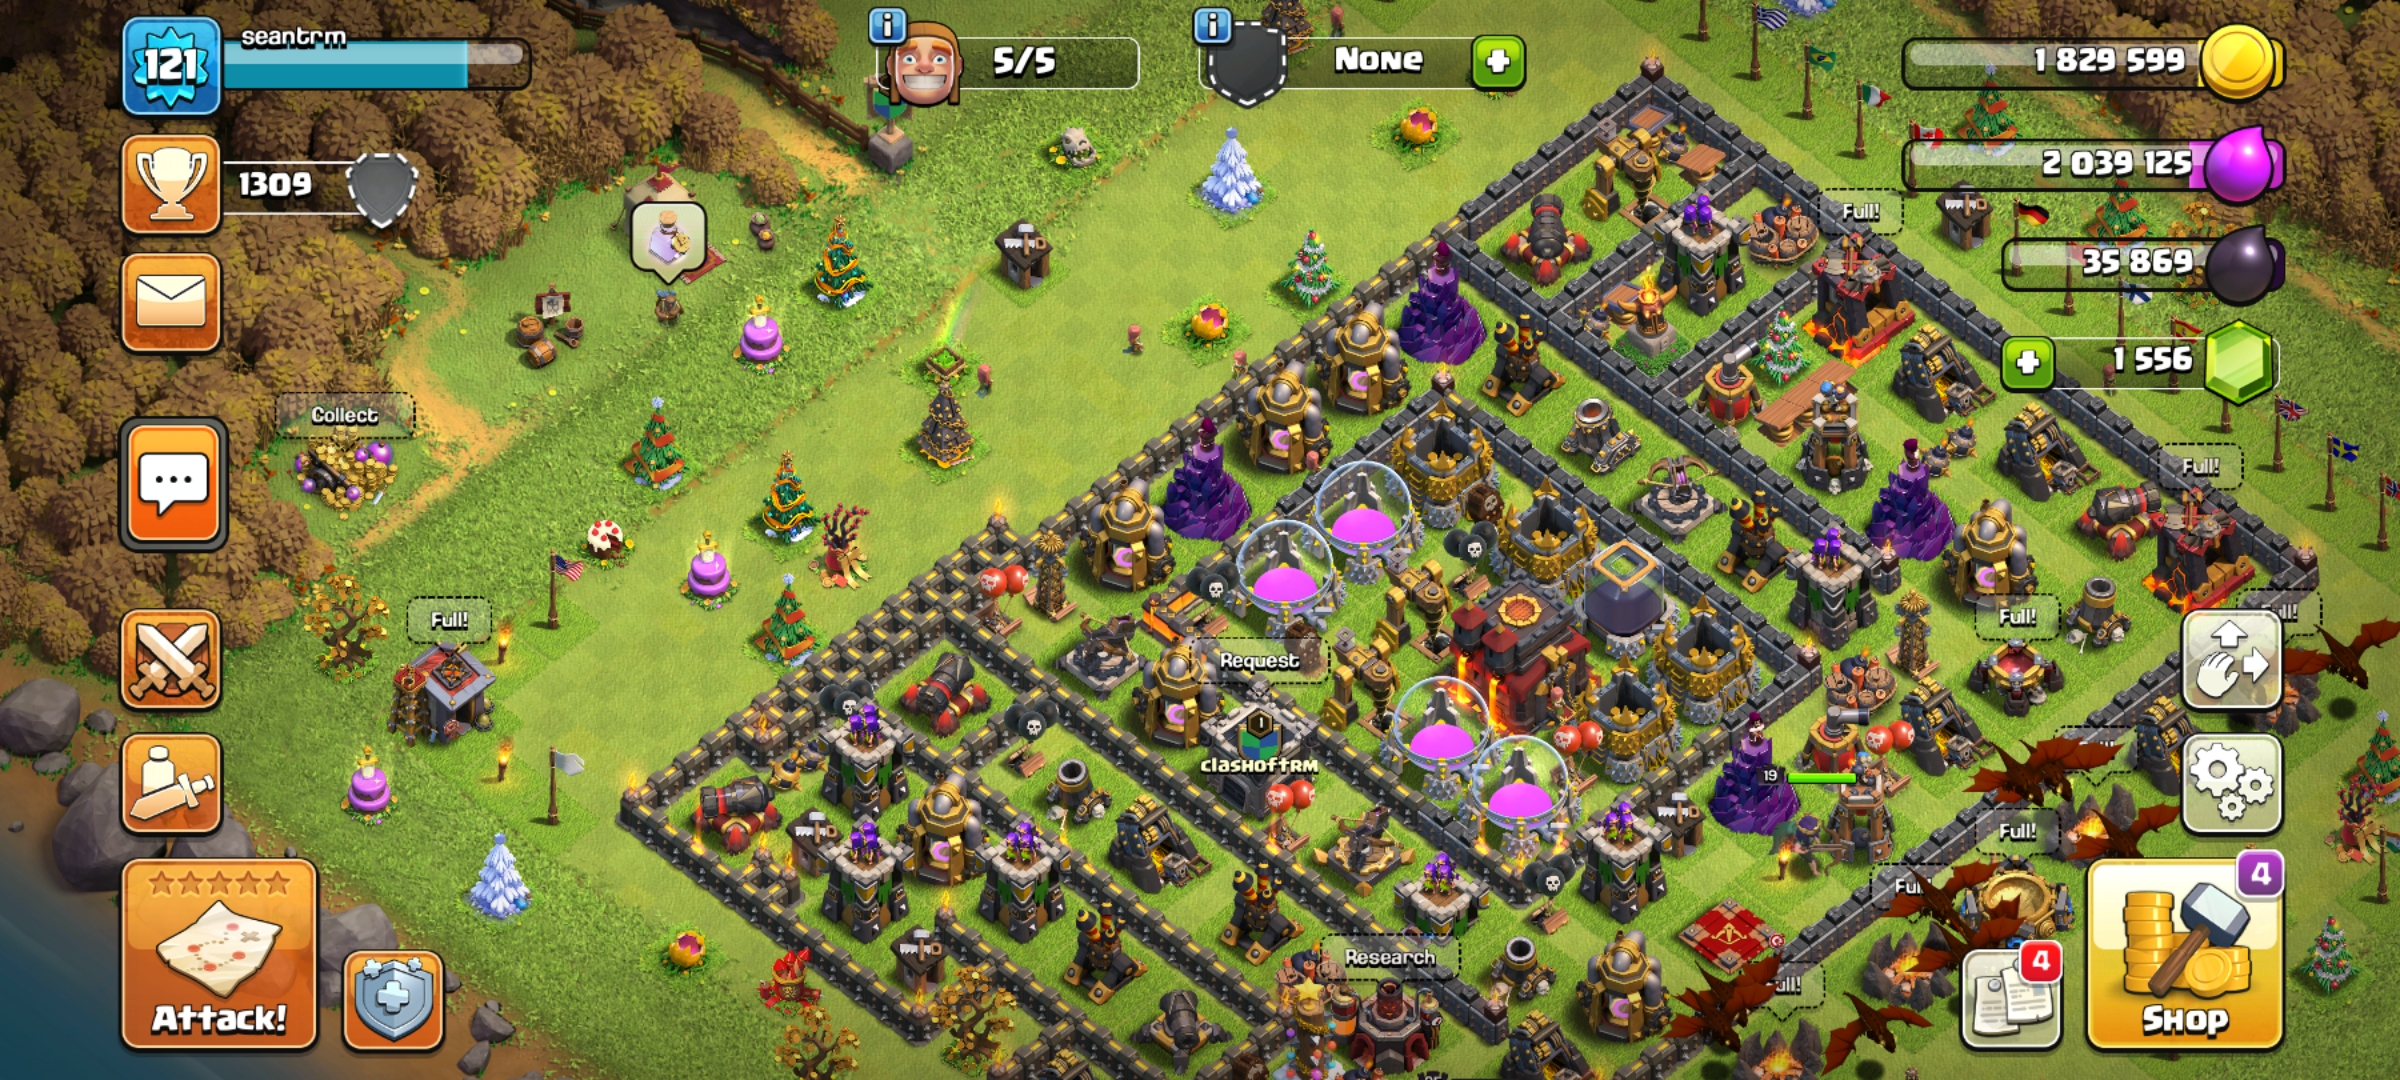 121
seantrm
5/5
None
1 829 599
1309
2 039 125
Full!
35 869
1 556
Collect
Full!
Full!
Full!
Request
clashofTRM
19
Full!
4
Research
4
Attack!
Shop